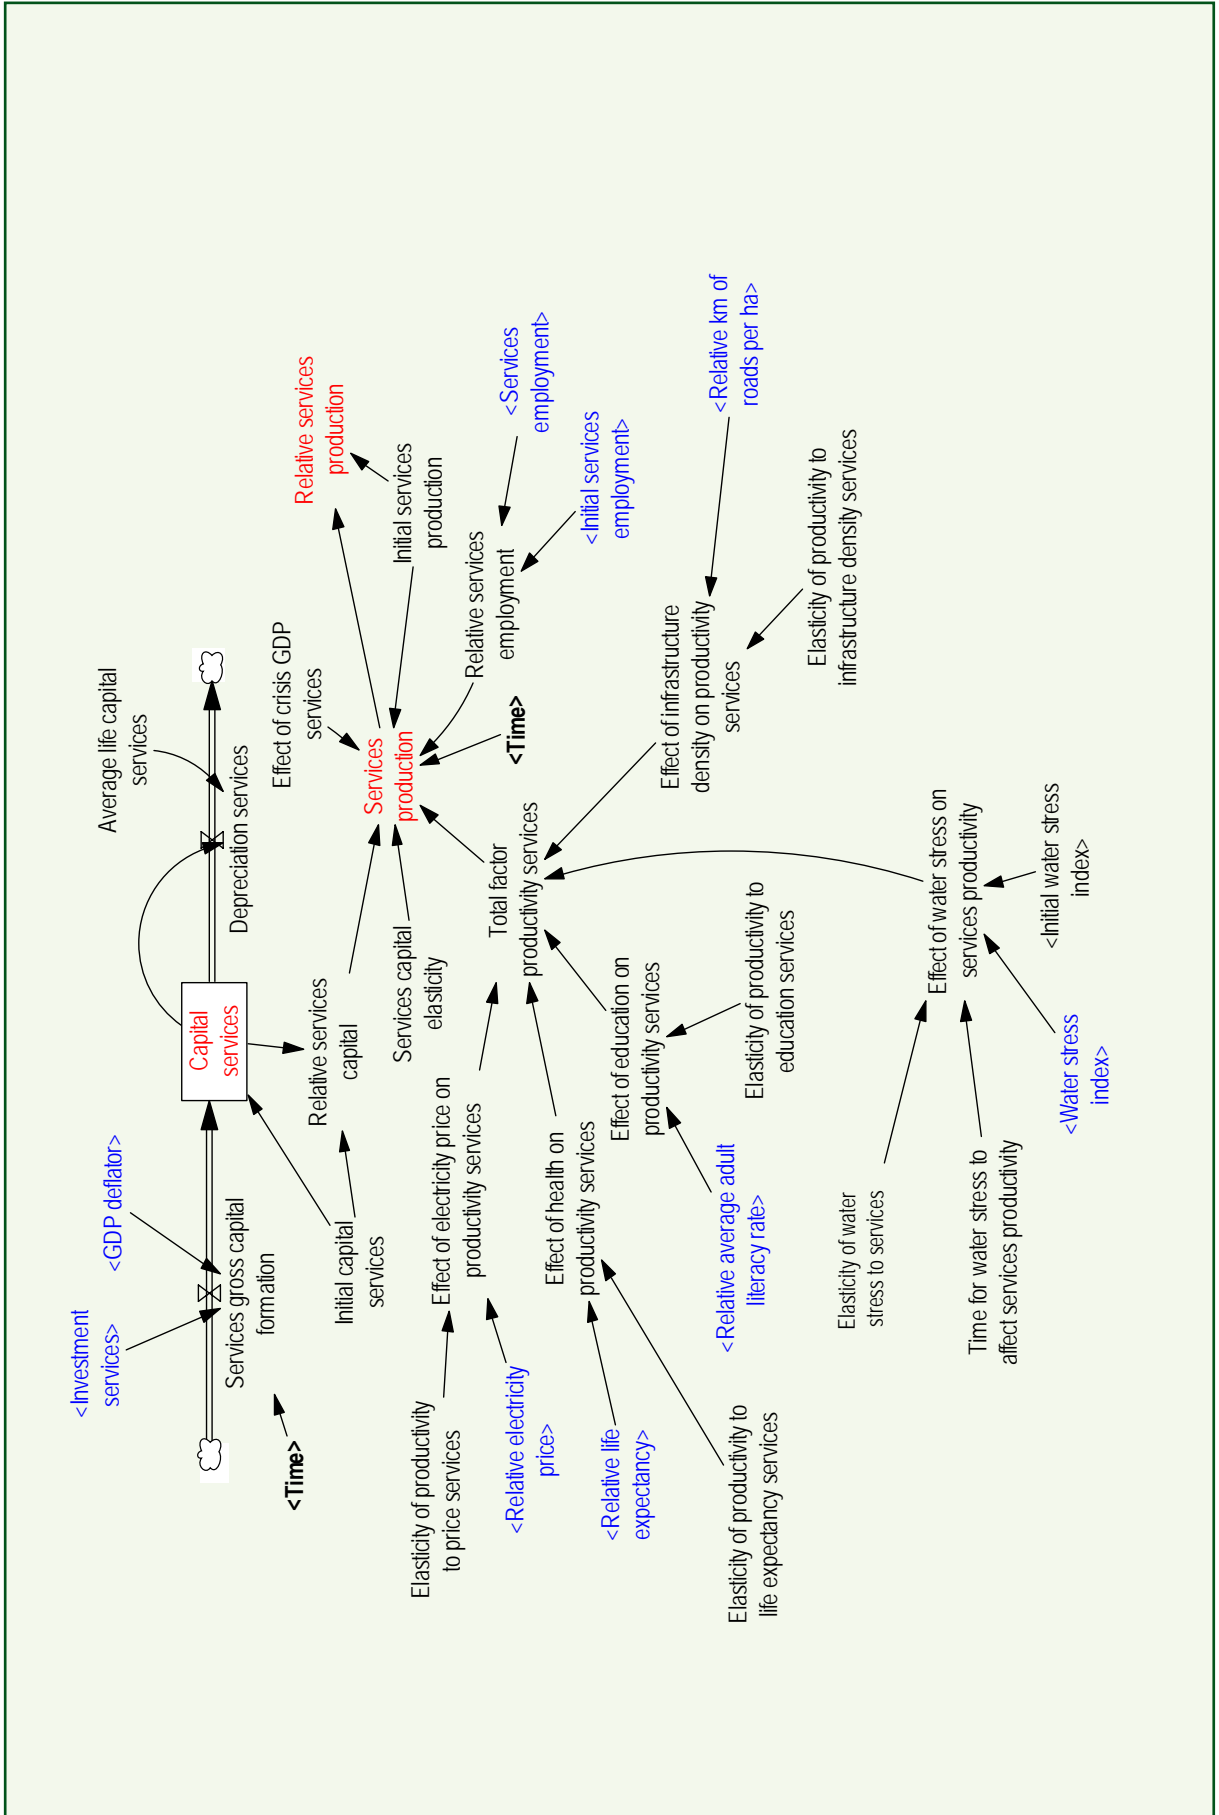 <Investment
services>
<GDP deflator>
Average life capital
services
Services gross capital
formation
Capital
services
Depreciation services
<Time>
Initial capital
services
Relative services
capital
Effect of crisis GDP
services
Relative services
production
Services capital
elasticity
Services
production
Initial services
production
Elasticity of productivity
to price services
Effect of electricity price on
productivity services
Total factor
productivity services
<Time>
Relative services
employment
<Services
employment>
<Relative electricity
price>
Effect of health on
productivity services
<Initial services
employment>
<Relative life
expectancy>
Effect of education on
productivity services
Effect of infrastructure
density on productivity
services
<Relative km of
roads per ha>
Elasticity of productivity to
life expectancy services
<Relative average adult
literacy rate>
Elasticity of productivity to
education services
Elasticity of productivity to
infrastructure density services
Elasticity of water
stress to services
Effect of water stress on
services productivity
Time for water stress to
affect services productivity
<Water stress
index>
<Initial water stress
index>